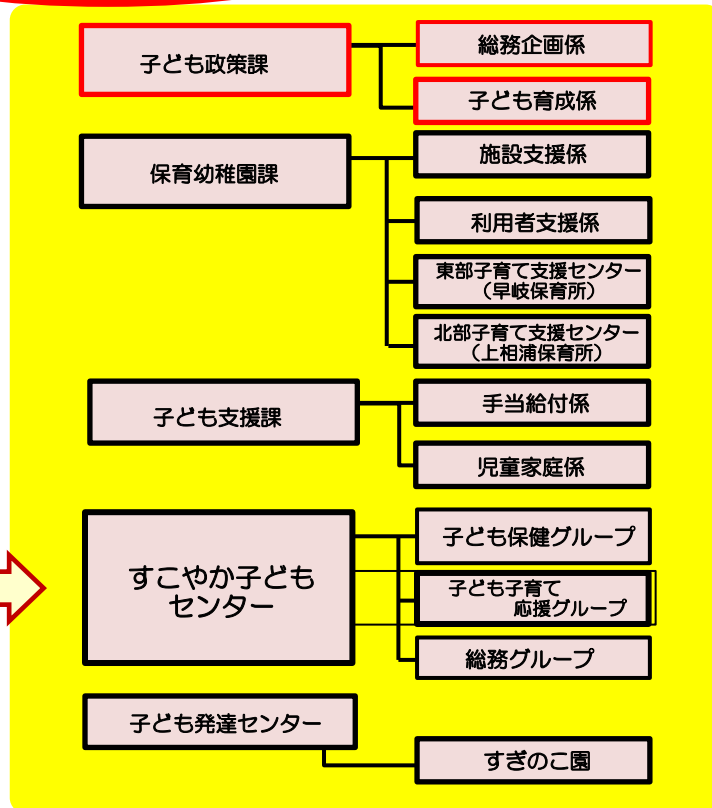 子ども政策課
総務企画係
子ども育成係
保育幼稚園課
施設支援係
利用者支援係
東部子育て支援センター
（早岐保育所）
北部子育て支援センター
（上相浦保育所）
子ども支援課
手当給付係
児童家庭係
すこやか子ども
センター
子ども保健グループ
子ども子育て
応援グループ
総務グループ
子ども発達センター
すぎのこ園